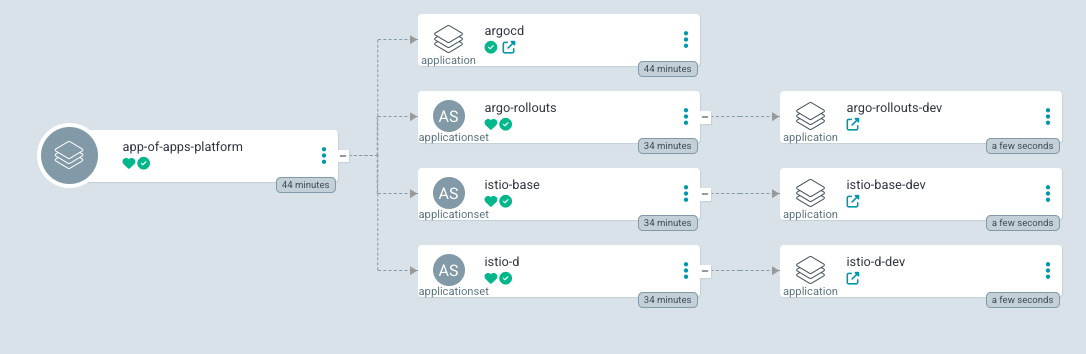 app-of-apps-platform
44 minutes
argocd
application
44 minutes
AS
argo-rollouts
applicationset
34 minutes
argo-rollouts-dev
application
a few seconds
AS
istio-base
applicationset
34 minutes
istio-base-dev
application
a few seconds
AS
istio-d
applicationset
34 minutes
istio-d-dev
application
a few seconds